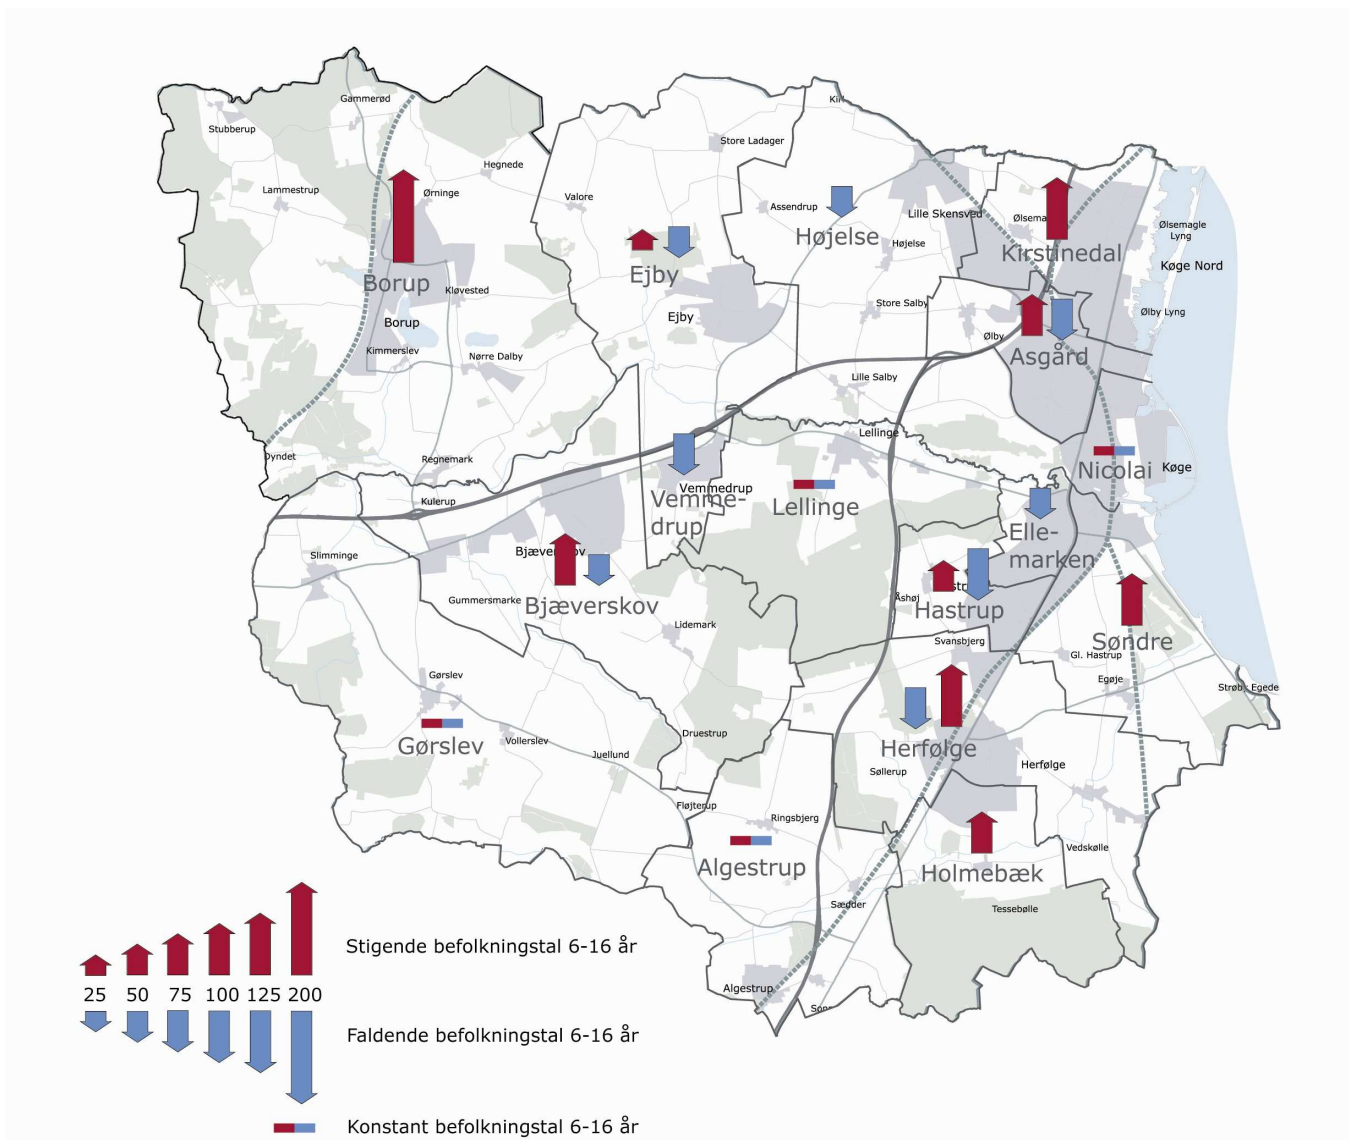 Gammerød
Stubberup
Hegnede
Lammestrup
Ørninge
Borup
Kløvested
Borup
Kimmerslev
Nørre Dalby
Dyndet
Regnemark
Store Ladager
Valore
Ejby
Ejby
Assendrup
Højelse
Højelse
Lille Skensved
Store Salby
Kirstinedal
Ølsemagle
Lyng
Køge Nord
Ølby Lyng
Ølby
Asgård
Lille Salby
Lellinge
Nicolai
Køge
Kulerup
Vemmedrup
Vemme-
drup
Lellinge
Elle-
marken
Slimminge
Bjæverskov
Gummersmarke
Lidemark
Åshøj
Hastrup
Søndre
Svansbjerg
Gl. Hastrup
Egøje
Strøby Egede
Gørslev
Gørslev
Vollerslev
Juellund
Druestrup
Herfølge
Søllerup
Herfølge
Fløjterup
Ringsbjerg
Algestrup
Holmebæk
Vedskølle
Sædder
Tessebølle
Algestrup
Stigende befolkningstal 6-16 år
25 50 75 100 125 200
Faldende befolkningstal 6-16 år
Konstant befolkningstal 6-16 år